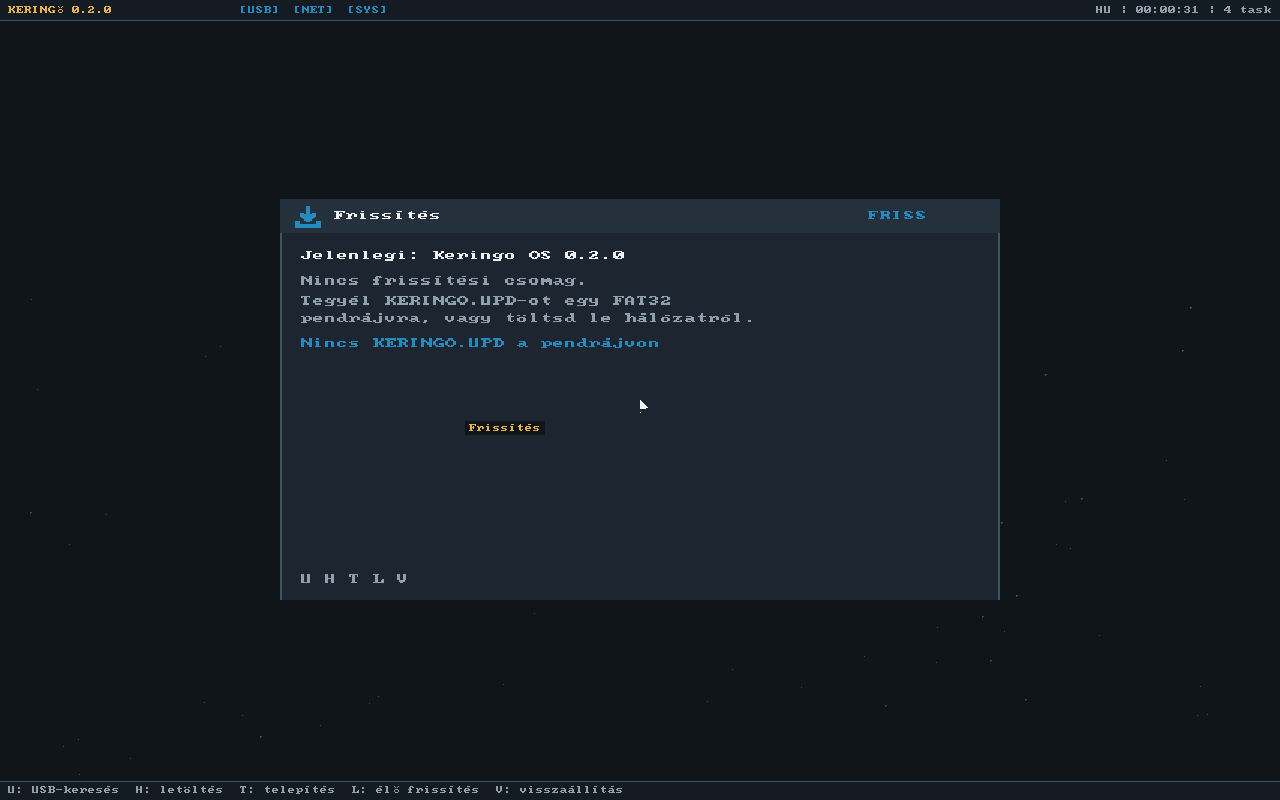 KERINGŏ 0.2.0 [USB] [NET] [SYS] HU | 00:00:31 | 4 task
Frissítés FRISS
Jelenlegi: Keringo OS 0.2.0
Nincs frissítési csomag.
Tegyél KERINGO.UPD-ot egy FAT32
pendrájvra, vagy töltsd le hálózatról.
Nincs KERINGO.UPD a pendrájvon
Frissítés
U H T L V
U: USB-keresés H: letöltés T: telepítés L: élŏ frissítés V: visszaállítás